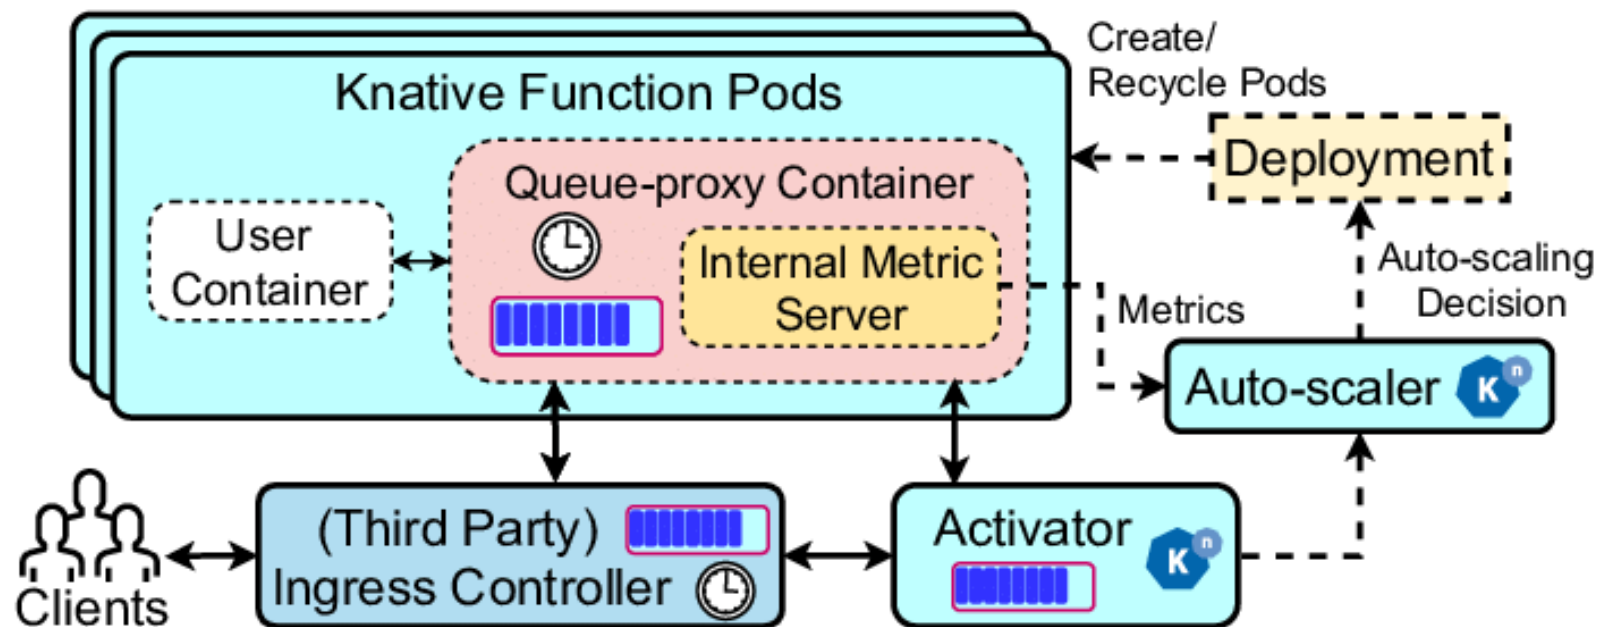 Knative Function Pods
Create/
Recycle Pods
Queue-proxy Container
User
Container
Internal Metric
Server
Deployment
Metrics
Auto-scaling
Decision
Auto-scaler
K
n
Clients
(Third Party)
Ingress Controller
Activator
K
n